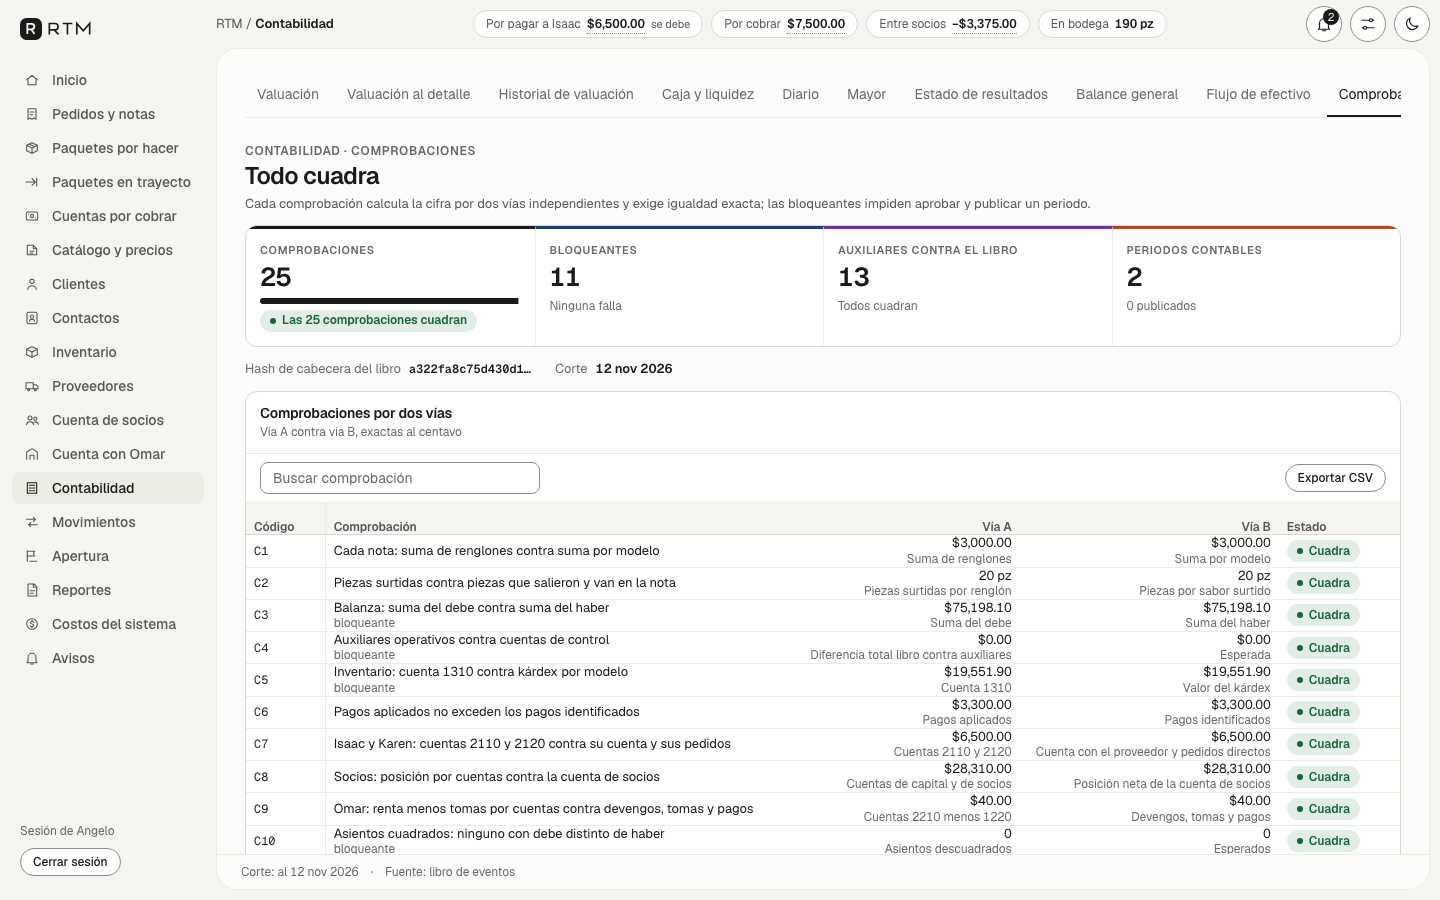 R RTM
RTM / Contabilidad
Por pagar a Isaac $6,500.00 se debe
Por cobrar $7,500.00
Entre socios −$3,375.00
En bodega 190 pz
2
Inicio
Pedidos y notas
Paquetes por hacer
Paquetes en trayecto
Cuentas por cobrar
Catálogo y precios
Clientes
Contactos
Inventario
Proveedores
Cuenta de socios
Cuenta con Omar
Contabilidad
Movimientos
Apertura
Reportes
Costos del sistema
Avisos
Sesión de Angelo
Cerrar sesión
Valuación
Valuación al detalle
Historial de valuación
Caja y liquidez
Diario
Mayor
Estado de resultados
Balance general
Flujo de efectivo
Comproba
CONTABILIDAD · COMPROBACIONES
Todo cuadra
Cada comprobación calcula la cifra por dos vías independientes y exige igualdad exacta; las bloqueantes impiden aprobar y publicar un periodo.
COMPROBACIONES
25
Las 25 comprobaciones cuadran
BLOQUEANTES
11
Ninguna falla
AUXILIARES CONTRA EL LIBRO
13
Todos cuadran
PERIODOS CONTABLES
2
0 publicados
Hash de cabecera del libro a322fa8c75d430d1… Corte 12 nov 2026
Comprobaciones por dos vías
Vía A contra vía B, exactas al centavo
Buscar comprobación
Exportar CSV
Código Comprobación Vía A Vía B Estado
C1 Cada nota: suma de renglones contra suma por modelo $3,000.00 $3,000.00 Cuadra
Suma de renglones Suma por modelo
C2 Piezas surtidas contra piezas que salieron y van en la nota 20 pz 20 pz Cuadra
Piezas surtidas por renglón Piezas por sabor surtido
C3 Balanza: suma del debe contra suma del haber $75,198.10 $75,198.10 Cuadra
bloqueante Suma del debe Suma del haber
C4 Auxiliares operativos contra cuentas de control $0.00 $0.00 Cuadra
bloqueante Diferencia total libro contra auxiliares Esperada
C5 Inventario: cuenta 1310 contra kárdex por modelo $19,551.90 $19,551.90 Cuadra
bloqueante Cuenta 1310 Valor del kárdex
C6 Pagos aplicados no exceden los pagos identificados $3,300.00 $3,300.00 Cuadra
Pagos aplicados Pagos identificados
C7 Isaac y Karen: cuentas 2110 y 2120 contra su cuenta y sus pedidos $6,500.00 $6,500.00 Cuadra
Cuentas 2110 y 2120 Cuenta con el proveedor y pedidos directos
C8 Socios: posición por cuentas contra la cuenta de socios $28,310.00 $28,310.00 Cuadra
Cuentas de capital y de socios Posición neta de la cuenta de socios
C9 Omar: renta menos tomas por cuentas contra devengos, tomas y pagos $40.00 $40.00 Cuadra
Cuentas 2210 menos 1220 Devengos, tomas y pagos
C10 Asientos cuadrados: ninguno con debe distinto de haber 0 0 Cuadra
bloqueante Asientos descuadrados Esperados
Corte: al 12 nov 2026 · Fuente: libro de eventos